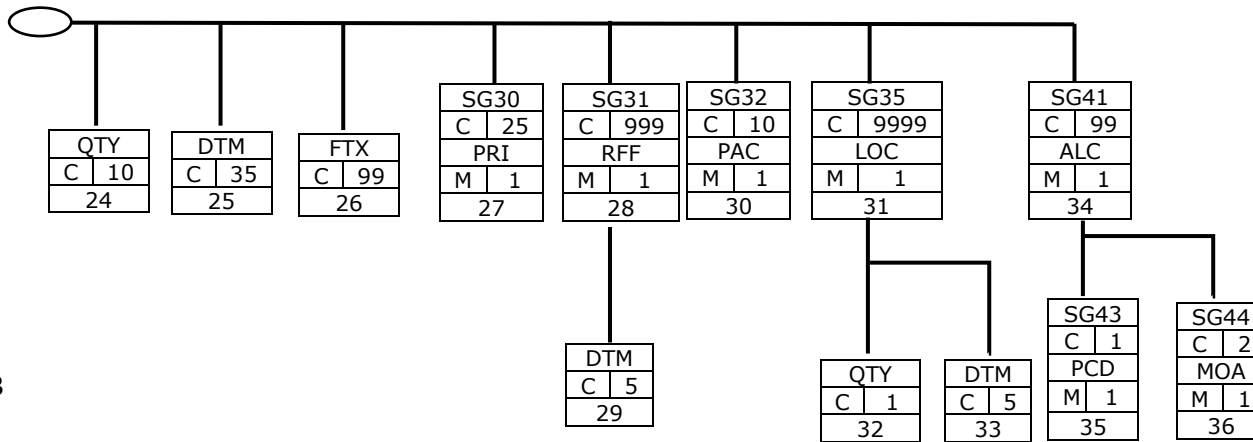 QTY
C 10
24
DTM
C 35
25
FTX
C 99
26
SG30
C 25
PRI
M 1
27
SG31
C 999
RFF
M 1
28
SG32
C 10
PAC
M 1
30
SG35
C 9999
LOC
M 1
31
SG41
C 99
ALC
M 1
34
DTM
C 5
29
QTY
C 1
32
DTM
C 5
33
SG43
C 1
PCD
M 1
35
SG44
C 2
MOA
M 1
36